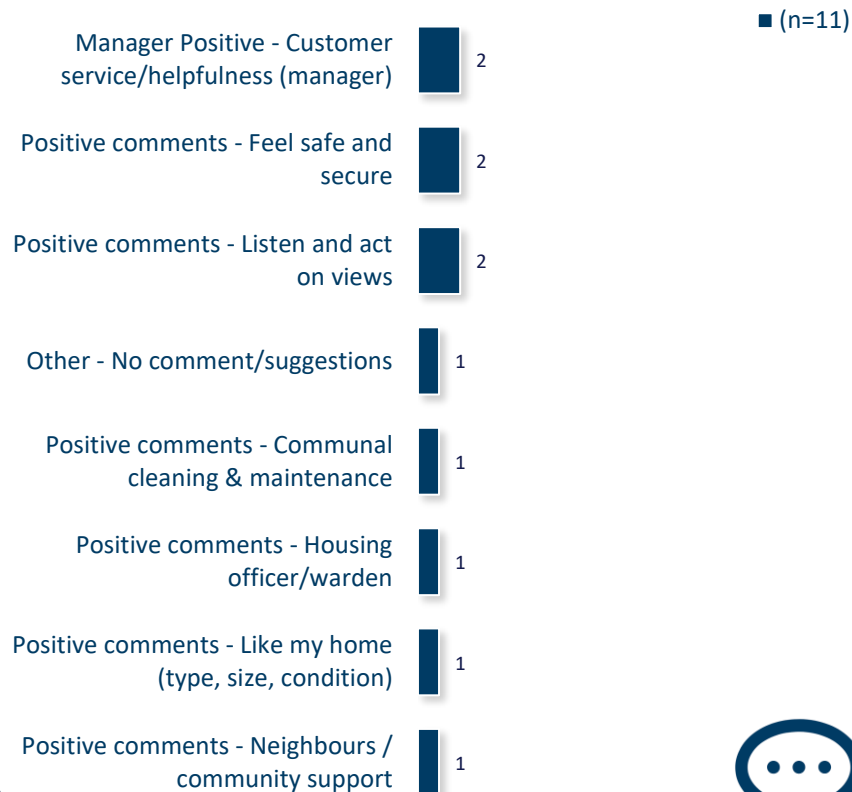 ■ (n=11)
Manager Positive - Customer
service/helpfulness (manager)
2
Positive comments - Feel safe and
secure
2
Positive comments - Listen and act
on views
2
Other - No comment/suggestions
1
Positive comments - Communal
cleaning & maintenance
1
Positive comments - Housing
officer/warden
1
Positive comments - Like my home
(type, size, condition)
1
Positive comments - Neighbours /
community support
1